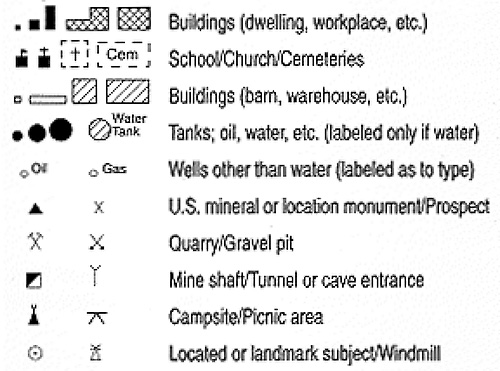 Buildings (dwelling, workplace, etc.)
Cem
School/Church/Cemeteries
Buildings (barn, warehouse, etc.)
Water
Tank
Tanks; oil, water, etc. (labeled only if water)
Oil Gas Wells other than water (labeled as to type)
U.S. mineral or location monument/Prospect
Quarry/Gravel pit
Mine shaft/Tunnel or cave entrance
Campsite/Picnic area
Located or landmark subject/Windmill